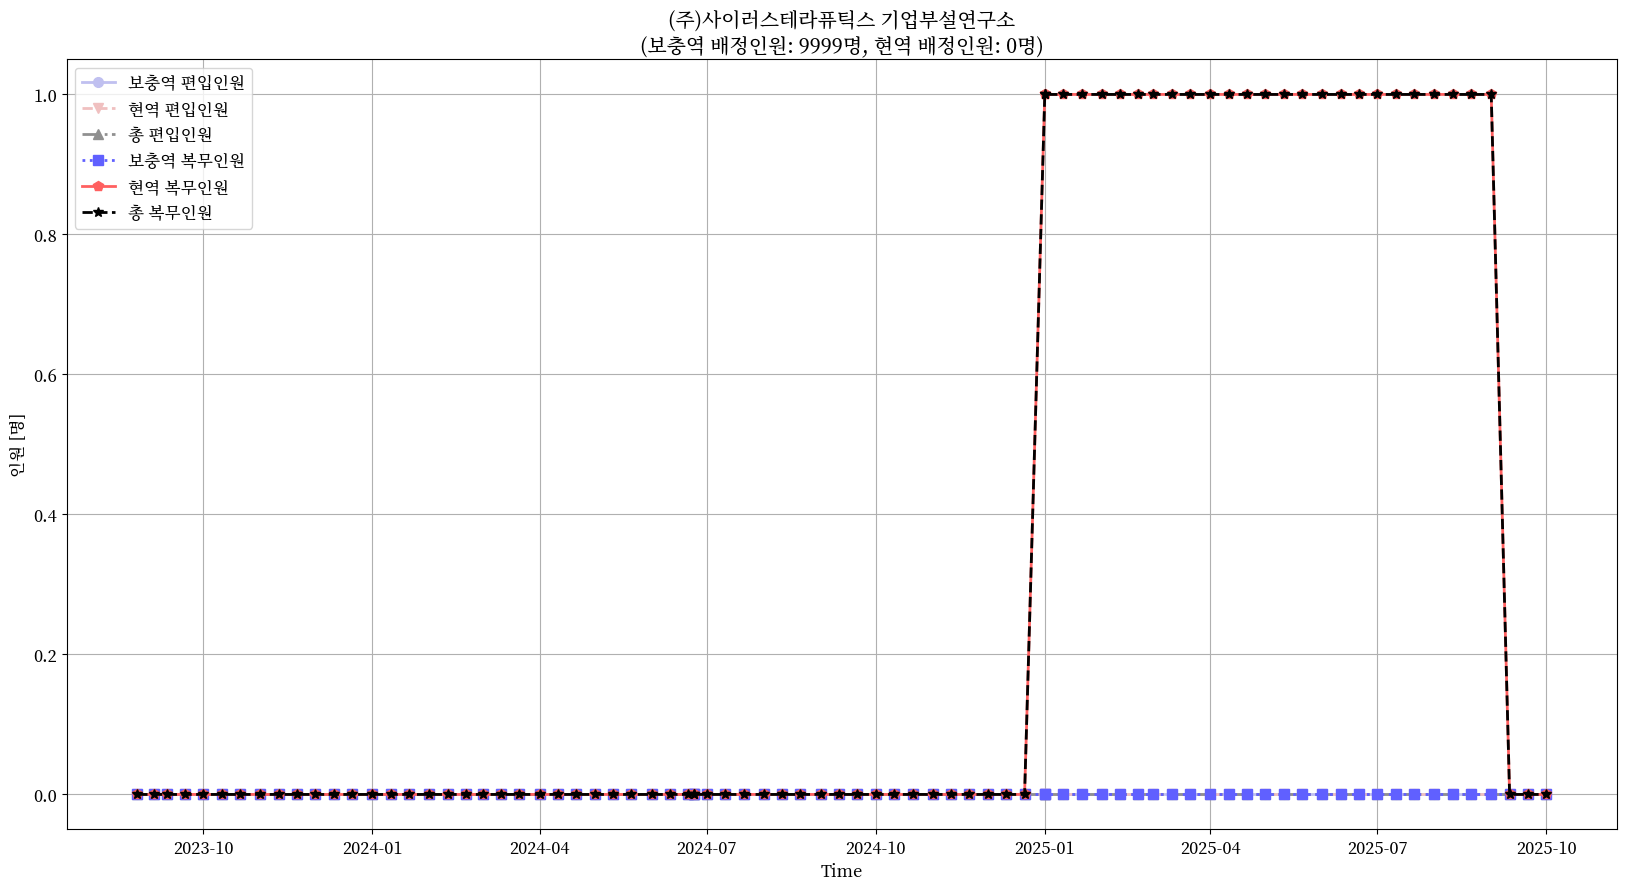 (주)사이러스테라퓨틱스 기업부설연구소
(보충역 배정인원: 9999명, 현역 배정인원: 0명)
보충역 편입인원
현역 편입인원
총 편입인원
보충역 복무인원
현역 복무인원
총 복무인원
1.0
0.8
0.6
0.4
0.2
0.0
인원 [명]
2023-10 2024-01 2024-04 2024-07 2024-10 2025-01 2025-04 2025-07 2025-10
Time